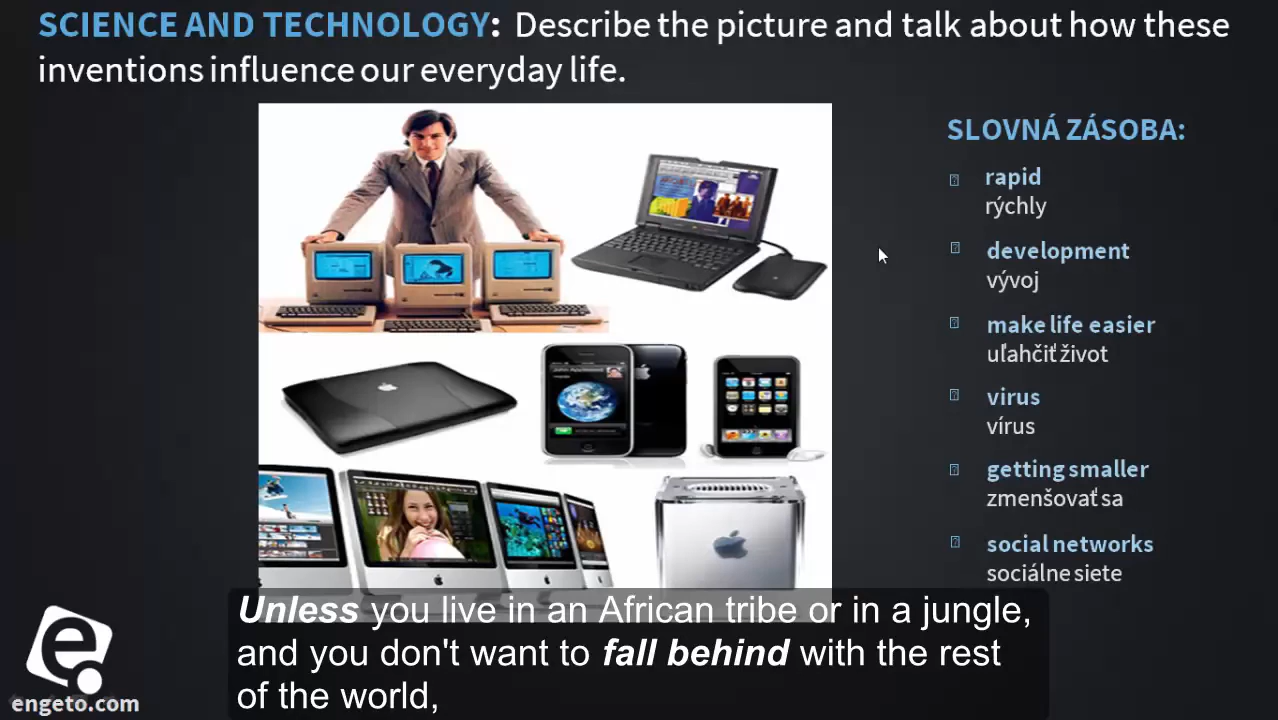 SCIENCE AND TECHNOLOGY: Describe the picture and talk about how these
inventions influence our everyday life.
SLOVNÁ ZÁSOBA:
rapid
rýchly
development
vývoj
make life easier
uľahčiť život
virus
vírus
getting smaller
zmenšovať sa
social networks
sociálne siete
Unless you live in an African tribe or in a jungle,
and you don't want to fall behind with the rest
of the world,
e
engeto.com